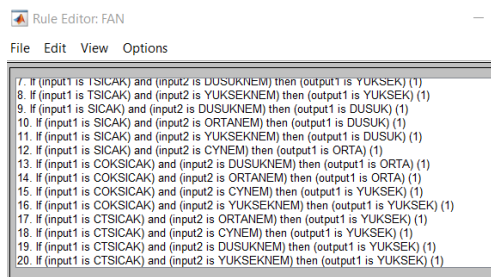 Rule Editor: FAN
File Edit View Options
7. If (input1 is TSICAK) and (input2 is DUSUKNEM) then (output1 is YUKSEK) (1)
8. If (input1 is TSICAK) and (input2 is YUKSEKNEM) then (output1 is YUKSEK) (1)
9. If (input1 is SICAK) and (input2 is DUSUKNEM) then (output1 is DUSUK) (1)
10. If (input1 is SICAK) and (input2 is ORTANEM) then (output1 is DUSUK) (1)
11. If (input1 is SICAK) and (input2 is YUKSEKNEM) then (output1 is DUSUK) (1)
12. If (input1 is SICAK) and (input2 is CYNEM) then (output1 is ORTA) (1)
13. If (input1 is COKSICAK) and (input2 is DUSUKNEM) then (output1 is ORTA) (1)
14. If (input1 is COKSICAK) and (input2 is ORTANEM) then (output1 is ORTA) (1)
15. If (input1 is COKSICAK) and (input2 is CYNEM) then (output1 is YUKSEK) (1)
16. If (input1 is COKSICAK) and (input2 is YUKSEKNEM) then (output1 is YUKSEK) (1)
17. If (input1 is CTSICAK) and (input2 is ORTANEM) then (output1 is YUKSEK) (1)
18. If (input1 is CTSICAK) and (input2 is CYNEM) then (output1 is YUKSEK) (1)
19. If (input1 is CTSICAK) and (input2 is DUSUKNEM) then (output1 is YUKSEK) (1)
20. If (input1 is CTSICAK) and (input2 is YUKSEKNEM) then (output1 is YUKSEK) (1)